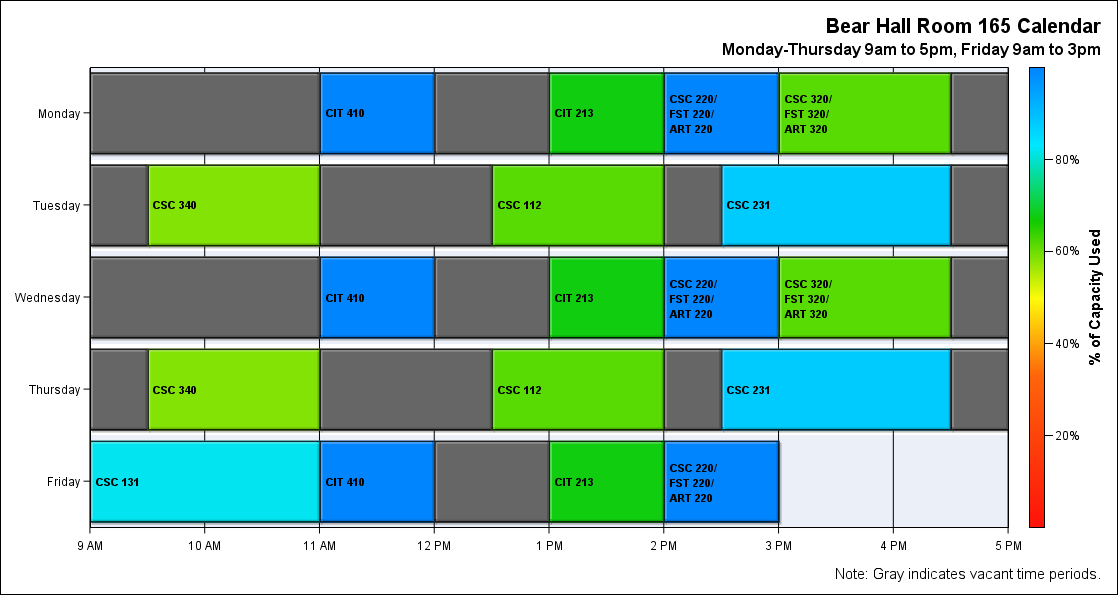 Bear Hall Room 165 Calendar
Monday-Thursday 9am to 5pm, Friday 9am to 3pm
Monday
CIT 410
CIT 213
CSC 220/
FST 220/
ART 220
CSC 320/
FST 320/
ART 320
Tuesday
CSC 340
CSC 112
CSC 231
Wednesday
CIT 410
CIT 213
CSC 220/
FST 220/
ART 220
CSC 320/
FST 320/
ART 320
Thursday
CSC 340
CSC 112
CSC 231
Friday
CSC 131
CIT 410
CIT 213
CSC 220/
FST 220/
ART 220
9 AM
10 AM
11 AM
12 PM
1 PM
2 PM
3 PM
4 PM
5 PM
80%
60%
40%
20%
% of Capacity Used
Note: Gray indicates vacant time periods.